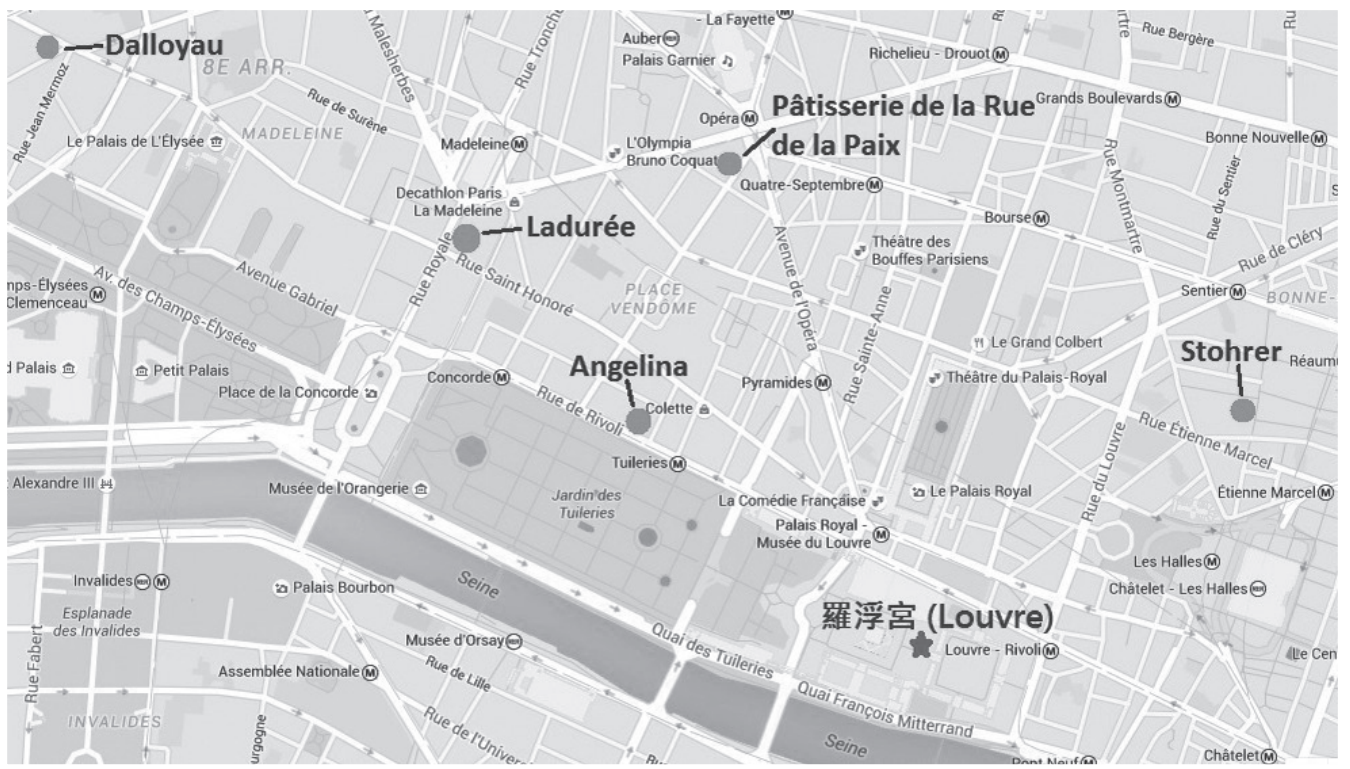 - La Fayette
Dalloyau
Auber
Palais Garnier
Richelieu - Drouot
Rue Bergère
8E ARR.
Rue Malesherbes
Rue Tronche
Rue Montmartre
Rue Jean Mermoz
Rue de Surène
Pâtisserie de la Rue
de la Paix
Grands Boulevards
Opéra
Le Palais de L'Élysée
MADELEINE
Madeleine
L'Olympia
Bruno Coquat
Bonne Nouvelle
Quatre-Septembre
Decathlon Paris
La Madeleine
Bourse
Rue du Sentier
Ladurée
Rue Royale
Rue Saint Honoré
Avenue de l'Opéra
Théâtre des
Bouffes Parisiens
Rue de Cléry
Avenue Gabriel
Av. des Champs-Élysées
mps-Élysées
Clemenceau
PLACE
VENDÔME
Rue Sainte-Anne
Sentier
BONNE-
Le Grand Colbert
Stohrer
Réaum
d Palais
Petit Palais
Angelina
Concorde
Place de la Concorde
Rue de Rivoli
Colette
Pyramides
Théâtre du Palais-Royal
Rue Étienne Marcel
Rue du Louvre
Tuileries
Alexandre III
Musée de l'Orangerie
Jardin des
Tuileries
La Comédie Française
Le Palais Royal
Étienne Marcel
Palais Royal -
Musée du Louvre
Les Halles
Châtelet - Les Halles
Invalides
Palais Bourbon
Seine
Esplanade
des Invalides
羅浮宮 (Louvre)
Louvre - Rivoli
Musée d'Orsay
Quai des Tuileries
Le Cen
Rue Fabert
Assemblée Nationale
Rue de Lille
Quai François Mitterrand
INVALIDES
ourgogne
Rue de l'Univer
Seine
Pont Neuf
Châtelet